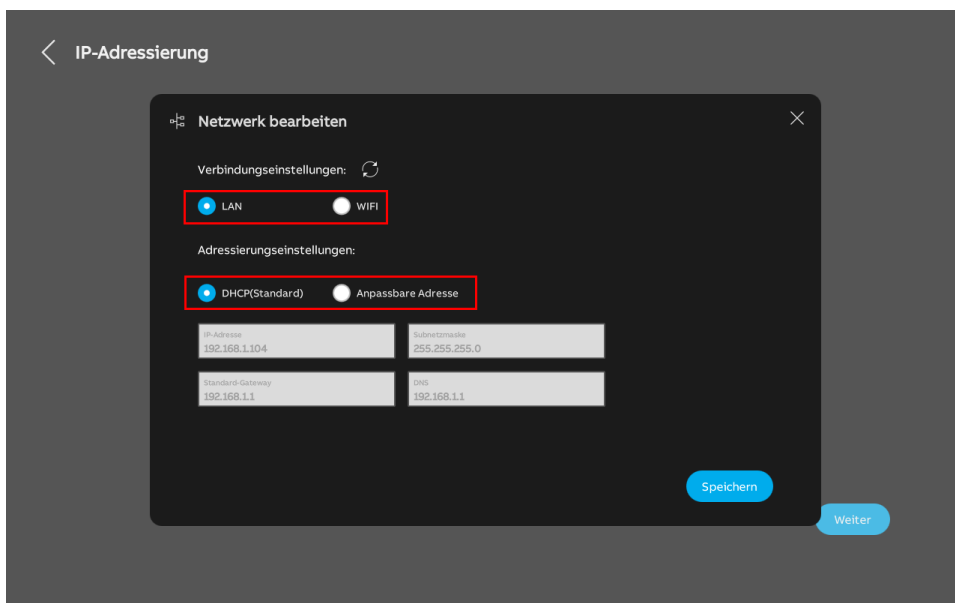 IP-Adressierung
Netzwerk bearbeiten
Verbindungseinstellungen:
LAN WIFI
Adressierungseinstellungen:
DHCP(Standard) Anpassbare Adresse
IP-Adresse Subnetzmaske
192.168.1.104 255.255.255.0
Standard-Gateway DNS
192.168.1.1 192.168.1.1
Speichern
Weiter